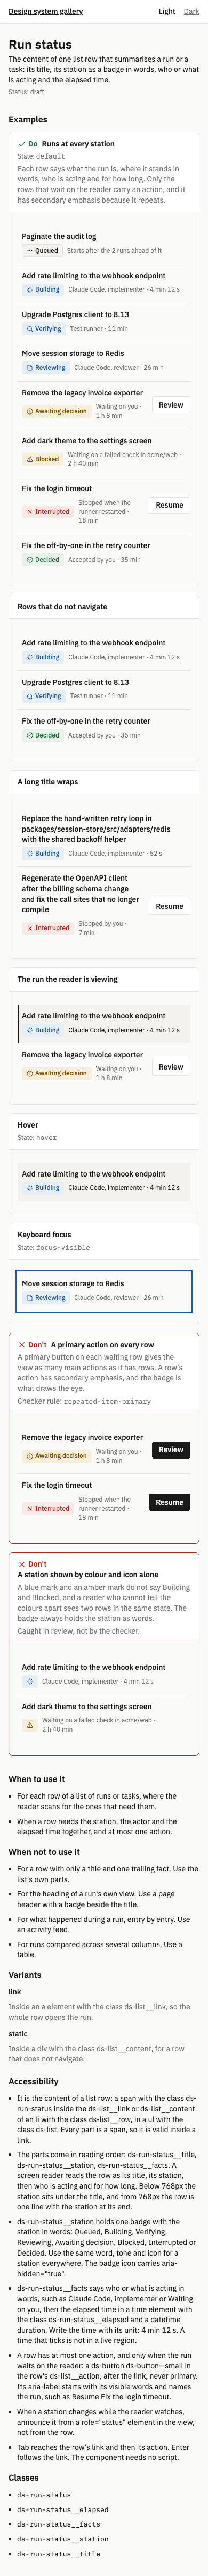 Design system gallery
Light
Dark
Run status
The content of one list row that summarises a run or a
task: its title, its station as a badge in words, who or what
is acting and the elapsed time.
Status: draft
Examples
Do Runs at every station
State: default
Each row says what the run is, where it stands in
words, who is acting and for how long. Only the
rows that wait on the reader carry an action, and it
has secondary emphasis because it repeats.
Paginate the audit log
Queued Starts after the 2 runs ahead of it
Add rate limiting to the webhook endpoint
Building Claude Code, implementer · 4 min 12 s
Upgrade Postgres client to 8.13
Verifying Test runner · 11 min
Move session storage to Redis
Reviewing Claude Code, reviewer · 26 min
Remove the legacy invoice exporter
Awaiting decision Waiting on you ·
1 h 8 min
Review
Add dark theme to the settings screen
Blocked Waiting on a failed check in acme/web ·
2 h 40 min
Fix the login timeout
Interrupted Stopped when the
runner restarted ·
18 min
Resume
Fix the off-by-one in the retry counter
Decided Accepted by you · 35 min
Rows that do not navigate
Add rate limiting to the webhook endpoint
Building Claude Code, implementer · 4 min 12 s
Upgrade Postgres client to 8.13
Verifying Test runner · 11 min
Fix the off-by-one in the retry counter
Decided Accepted by you · 35 min
A long title wraps
Replace the hand-written retry loop in
packages/session-store/src/adapters/redis
with the shared backoff helper
Building Claude Code, implementer · 52 s
Regenerate the OpenAPI client
after the billing schema change
and fix the call sites that no longer
compile
Interrupted Stopped by you ·
7 min
Resume
The run the reader is viewing
Add rate limiting to the webhook endpoint
Building Claude Code, implementer · 4 min 12 s
Remove the legacy invoice exporter
Awaiting decision Waiting on you ·
1 h 8 min
Review
Hover
State: hover
Add rate limiting to the webhook endpoint
Building Claude Code, implementer · 4 min 12 s
Keyboard focus
State: focus-visible
Move session storage to Redis
Reviewing Claude Code, reviewer · 26 min
Don't A primary action on every row
A primary button on each waiting row gives the
view as many main actions as it has rows. A row's
action has secondary emphasis, and the badge is
what draws the eye.
Checker rule: repeated-item-primary
Remove the legacy invoice exporter
Awaiting decision Waiting on you ·
1 h 8 min
Review
Fix the login timeout
Interrupted Stopped when the
runner restarted ·
18 min
Resume
Don't
A station shown by colour and icon alone
A blue mark and an amber mark do not say Building
and Blocked, and a reader who cannot tell the
colours apart sees two rows in the same state. The
badge always holds the station as words.
Caught in review, not by the checker.
Add rate limiting to the webhook endpoint
Claude Code, implementer · 4 min 12 s
Add dark theme to the settings screen
Waiting on a failed check in acme/web ·
2 h 40 min
When to use it
• For each row of a list of runs or tasks, where the
reader scans for the ones that need them.
• When a row needs the station, the actor and the
elapsed time together, and at most one action.
When not to use it
• For a row with only a title and one trailing fact. Use the
list's own parts.
• For the heading of a run's own view. Use a page
header with a badge beside the title.
• For what happened during a run, entry by entry. Use
an activity feed.
• For runs compared across several columns. Use a
table.
Variants
link
Inside an a element with the class ds-list__link, so the
whole row opens the run.
static
Inside a div with the class ds-list__content, for a row
that does not navigate.
Accessibility
• It is the content of a list row: a span with the class ds-
run-status inside the ds-list__link or ds-list__content
of an li with the class ds-list__row, in a ul with the
class ds-list. Every part is a span, so it is valid inside a
link.
• The parts come in reading order: ds-run-status__title,
ds-run-status__station, ds-run-status__facts. A
screen reader reads the row as its title, its station,
then who is acting and for how long. Below 768px the
station sits under the title, and from 768px the row is
one line with the station at its end.
• ds-run-status__station holds one badge with the
station in words: Queued, Building, Verifying,
Reviewing, Awaiting decision, Blocked, Interrupted or
Decided. Use the same word, tone and icon for a
station everywhere. The badge icon carries aria-
hidden="true".
• ds-run-status__facts says who or what is acting in
words, such as Claude Code, implementer or Waiting
on you, then the elapsed time in a time element with
the class ds-run-status__elapsed and a datetime
duration. Write the time with its unit: 4 min 12 s. A
time that ticks is not a live region.
• A row has at most one action, and only when the run
waits on the reader: a ds-button ds-button--small in
the row's ds-list__action, after the link, never primary.
Its aria-label starts with its visible words and names
the run, such as Resume Fix the login timeout.
• When a station changes while the reader watches,
announce it from a role="status" element in the view,
not from the row.
• Tab reaches the row's link and then its action. Enter
follows the link. The component needs no script.
Classes
• ds-run-status
• ds-run-status__elapsed
• ds-run-status__facts
• ds-run-status__station
• ds-run-status__title